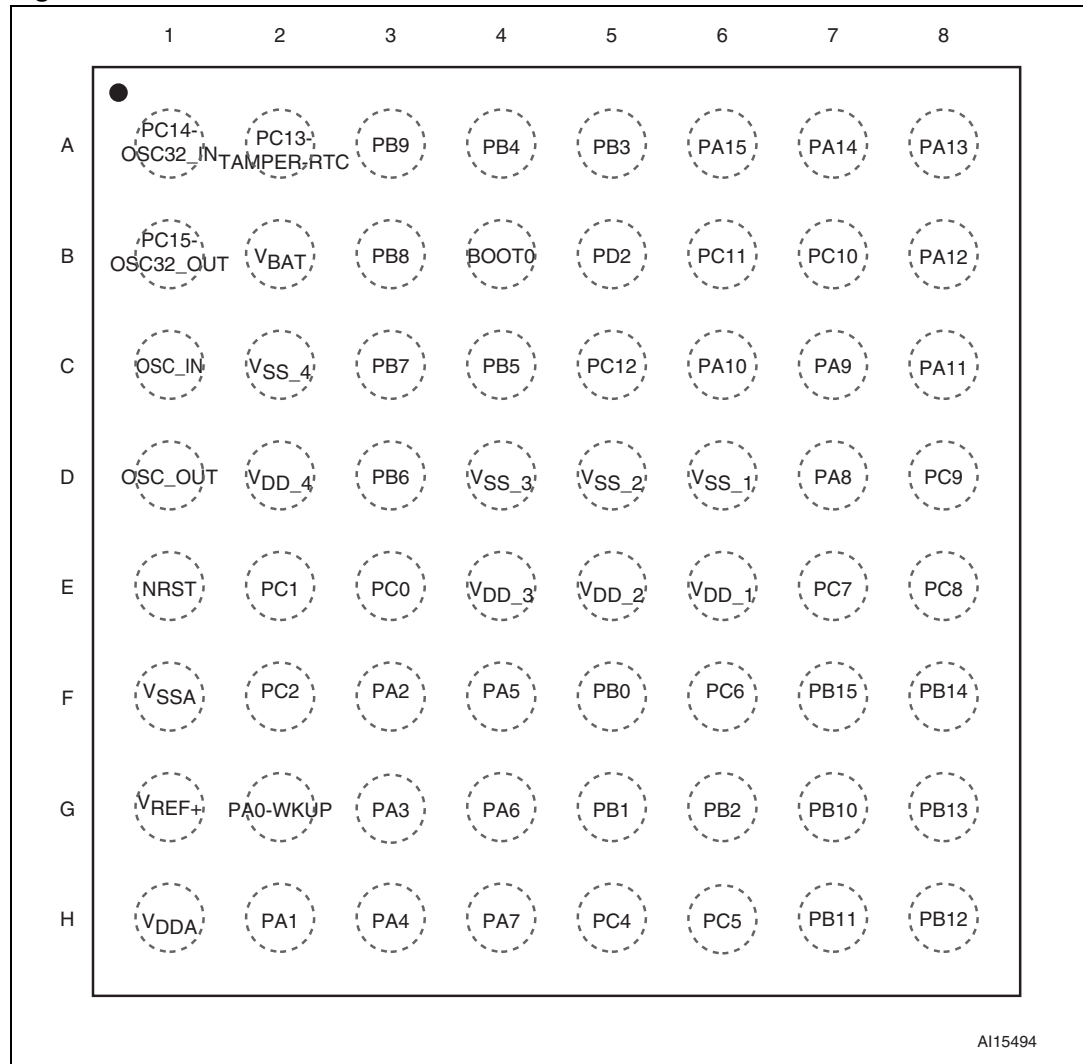 1 2 3 4 5 6 7 8
A PC14-OSC32_IN PC13-TAMPER-RTC PB9 PB4 PB3 PA15 PA14 PA13
B PC15-OSC32_OUT VBAT PB8 BOOT0 PD2 PC11 PC10 PA12
C OSC_IN VSS_4 PB7 PB5 PC12 PA10 PA9 PA11
D OSC_OUT VDD_4 PB6 VSS_3 VSS_2 VSS_1 PA8 PC9
E NRST PC1 PC0 VDD_3 VDD_2 VDD_1 PC7 PC8
F VSSA PC2 PA2 PA5 PB0 PC6 PB15 PB14
G VREF+ PA0-WKUP PA3 PA6 PB1 PB2 PB10 PB13
H VDDA PA1 PA4 PA7 PC4 PC5 PB11 PB12
AI15494